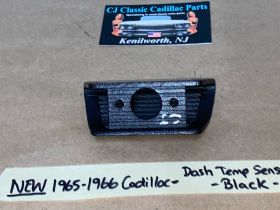 CJ Classic Cadillac Parts
Kenilworth, NJ
NEW 1965-1966 Cadillac- Dash Temp Sens
- Black -